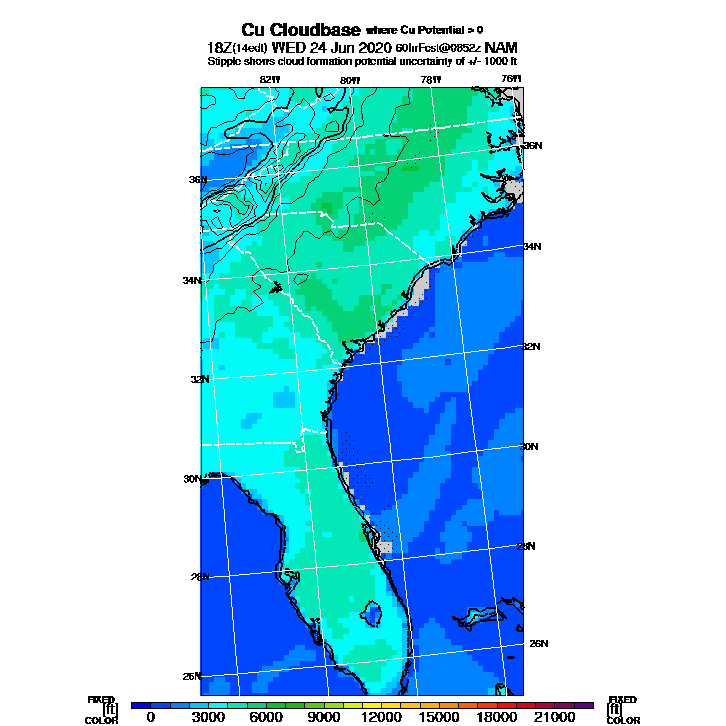 Cu Cloudbase where Cu Potential > 0
18Z(14edt) WED 24 Jun 2020 60hrFcst@0852z NAM
Stipple shows cloud formation potential uncertainty of +/- 1000 ft
82W 80W 78W 76W
36N
36N
34N
34N
32N
32N
30N
30N
28N
28N
26N
26N
FIXED FIXED
[ft] 0 3000 6000 9000 12000 15000 18000 21000 [ft]
COLOR COLOR